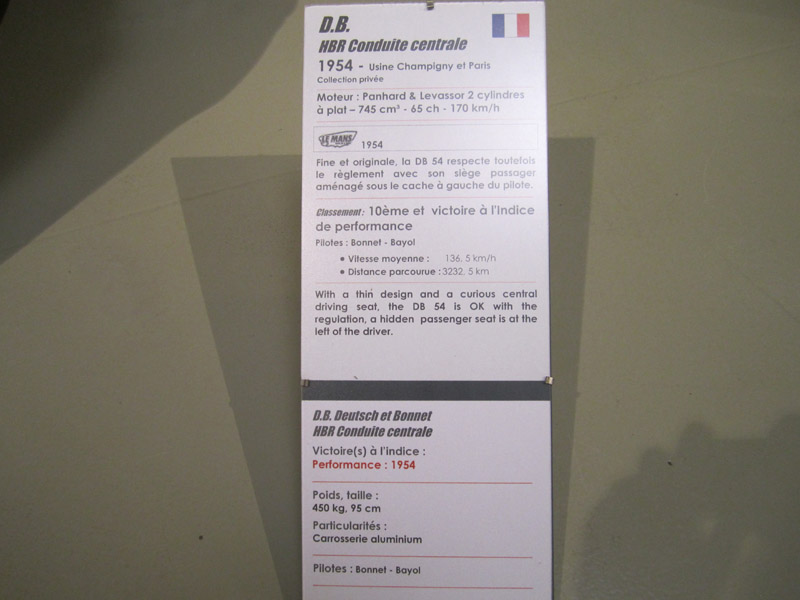 D.B.
HBR Conduite centrale
1954 - Usine Champigny et Paris
Collection privée
Moteur : Panhard & Levassor 2 cylindres
à plat – 745 cm³ - 65 ch - 170 km/h
LE MANS
1954
Fine et originale, la DB 54 respecte toutefois
le règlement avec son siège passager
aménagé sous le cache à gauche du pilote.
Classement : 10ème et victoire à l'Indice
de performance
Pilotes : Bonnet - Bayol
• Vitesse moyenne : 136, 5 km/h
• Distance parcourue : 3232, 5 km
With a thin design and a curious central
driving seat, the DB 54 is OK with the
regulation, a hidden passenger seat is at the
left of the driver.
D.B. Deutsch et Bonnet
HBR Conduite centrale
Victoire(s) à l'indice :
Performance : 1954
Poids, taille :
450 kg, 95 cm
Particularités :
Carrosserie aluminium
Pilotes : Bonnet - Bayol